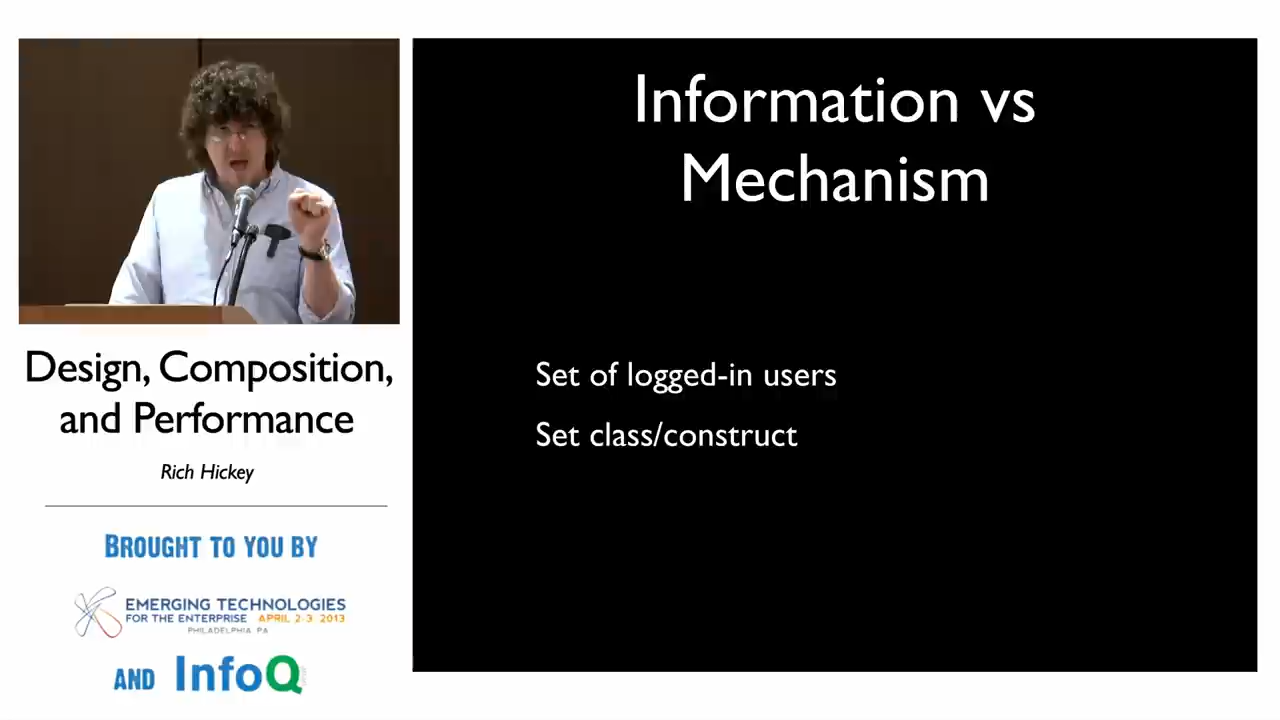 Information vs
Mechanism
Set of logged-in users
Set class/construct
Design, Composition,
and Performance
Rich Hickey
BROUGHT TO YOU BY
EMERGING TECHNOLOGIES
FOR THE ENTERPRISE APRIL 2-3 2013
PHILADELPHIA PA
AND InfoQ